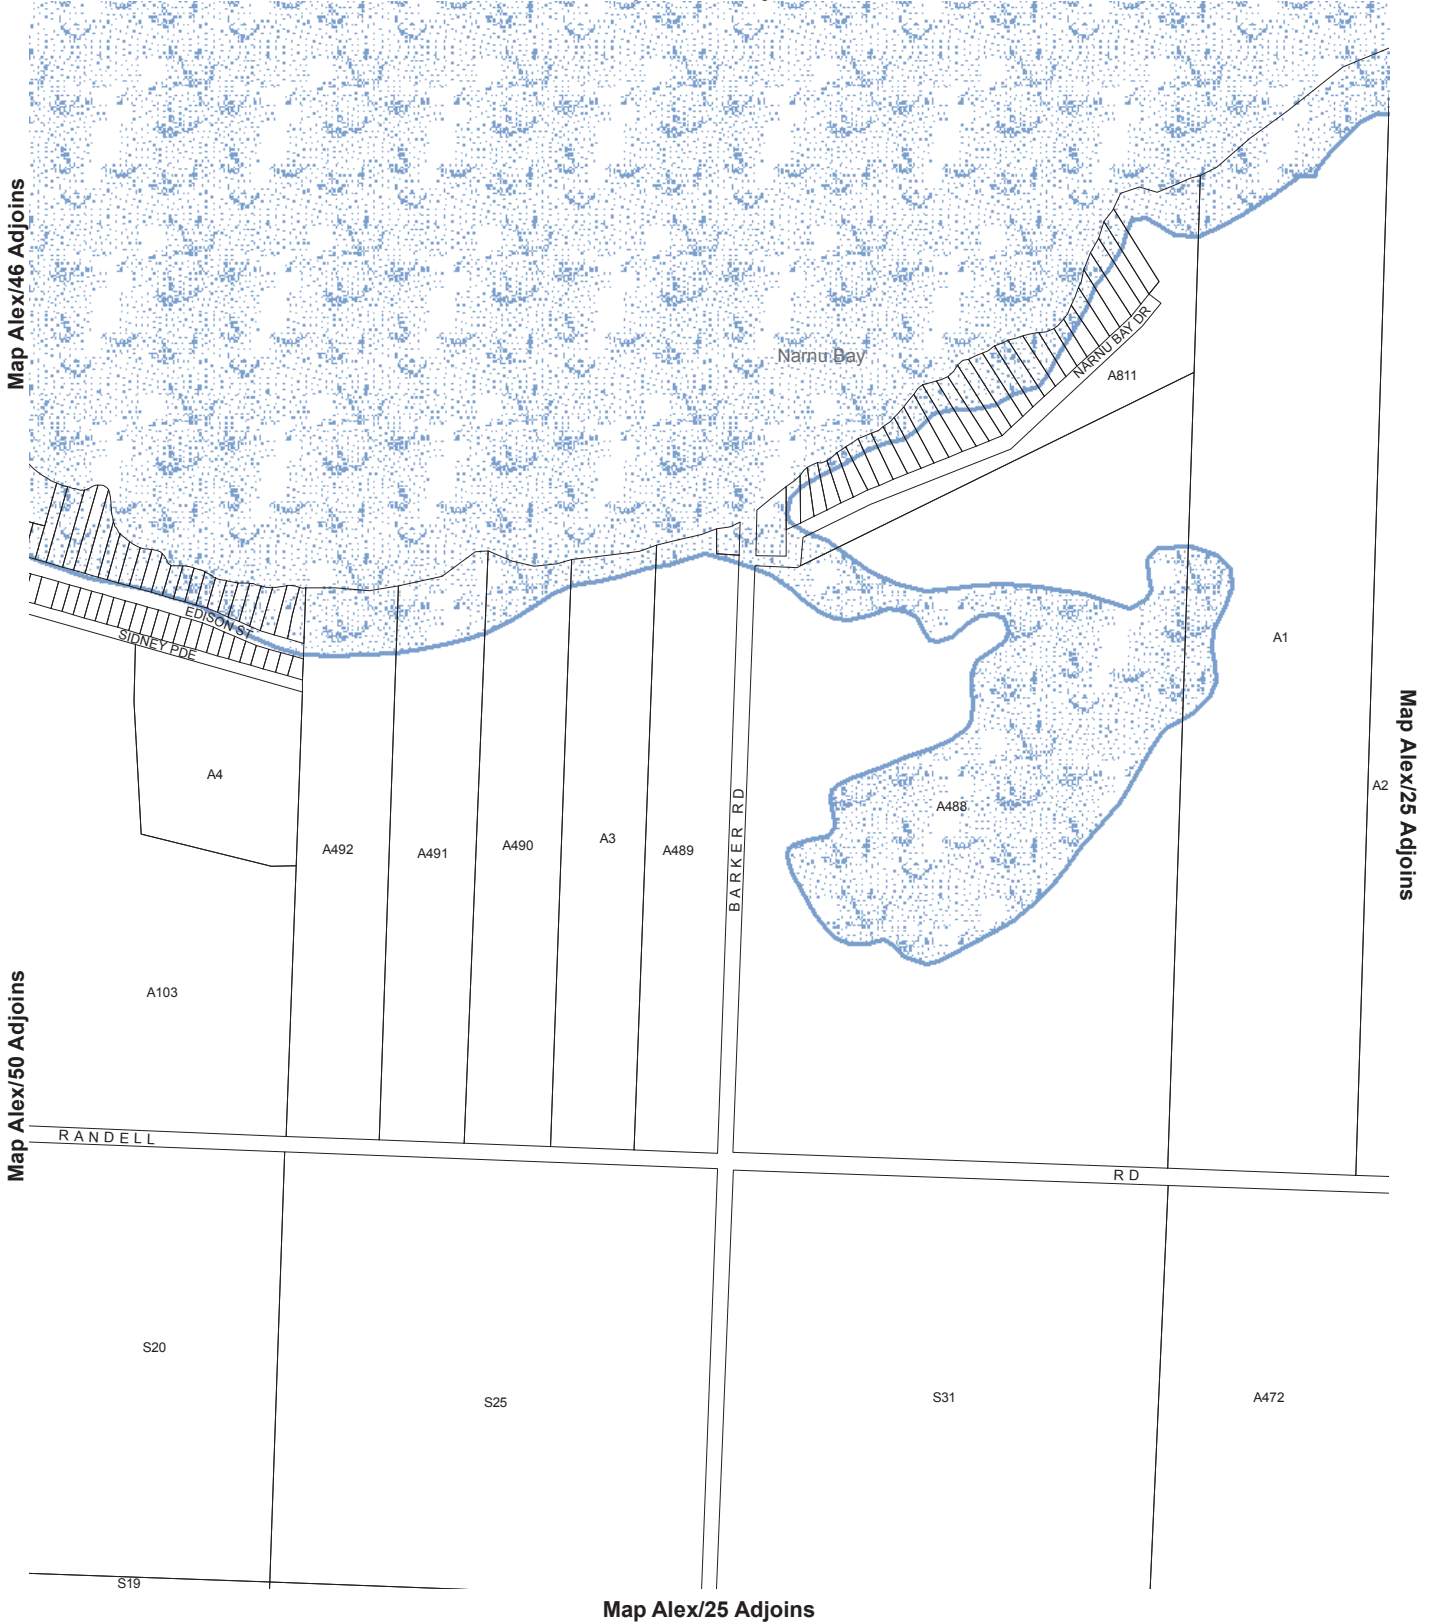 Map Alex/46 Adjoins
Narnu Bay
NARNU BAY DR
A811
EDISON ST
SIDNEY PDE
A1
A4
A2
Map Alex/25 Adjoins
A488
BARKER RD
A492
A491
A490
A3
A489
A103
Map Alex/50 Adjoins
RANDELL
RD
S20
S25
S31
A472
S19
Map Alex/25 Adjoins